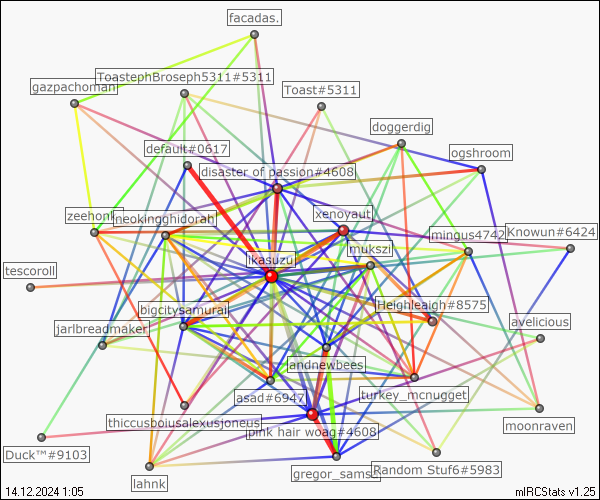 facadas.
ToastephBroseph5311#5311
gazpachoman
Toast#5311
doggerdig
default#0617
ogshroom
disaster of passion#4608
xenoyaut
zeehonk
neokingghidorah
mingus4742
Knowun#6424
mukszi
ikasuzu
tescoroll
Heighleaigh#8575
bigcitysamurai
avelicious
jarlbreadmaker
andnewbees
turkey_mcnugget
asad#6947
thiccusboiusalexusjoneus
moonraven
pink hair woag#4608
Duck™#9103
Random Stuf6#5983
gregor_samsa
lahnk
14.12.2024 1:05
mIRCStats v1.25